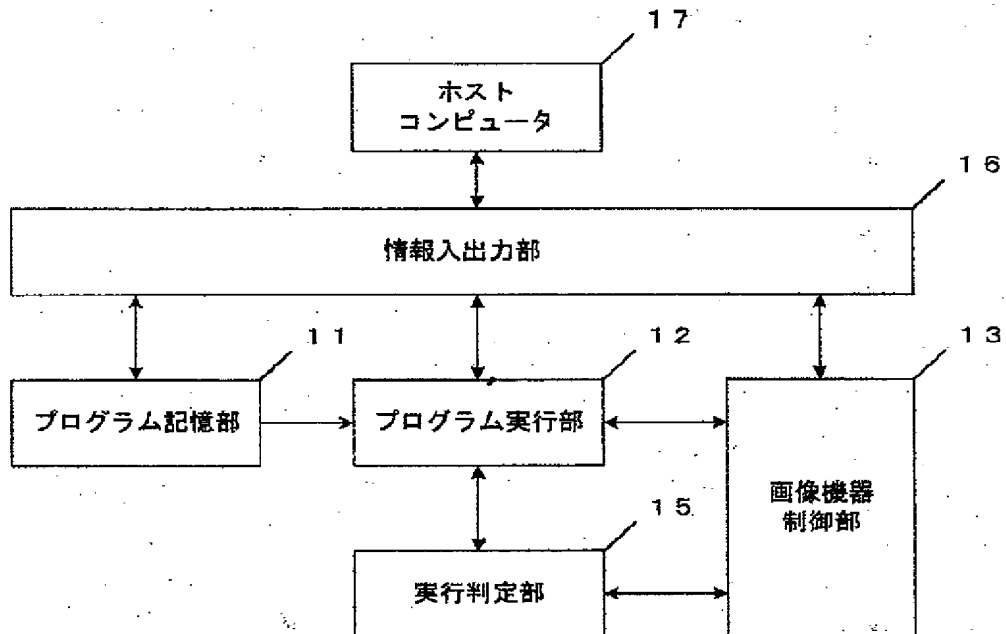 17
ホスト
コンピュータ
16
情報入出力部
11
12
13
プログラム記憶部
プログラム実行部
画像機器
制御部
15
実行判定部